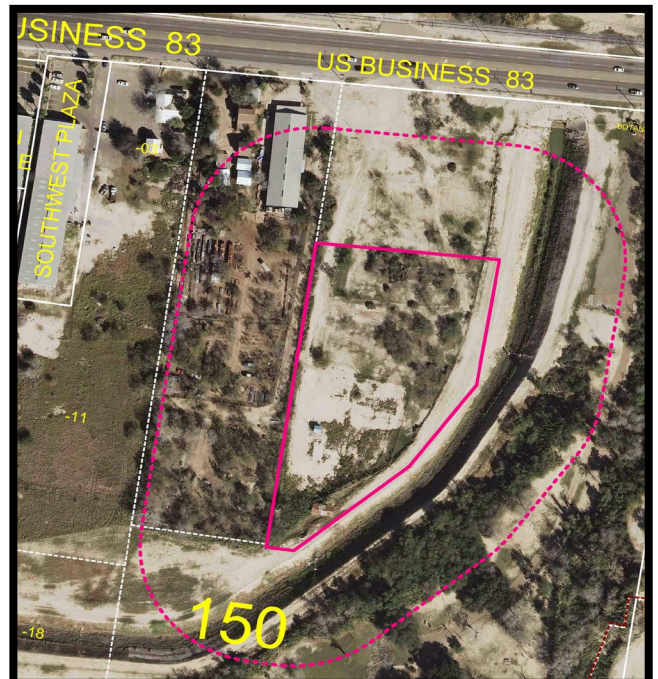 USINESS 83
US BUSINESS 83
SOUTHWEST PLAZA
-11
150
-18